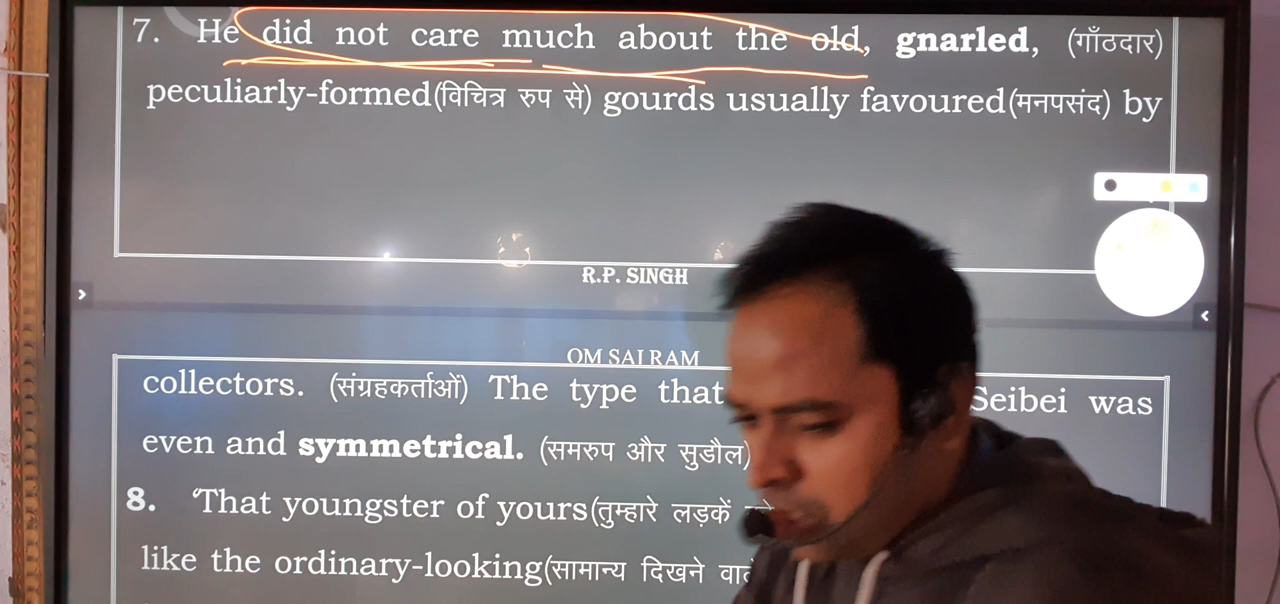 7. He did not care much about the old, gnarled, (गाँठदार)
peculiarly-formed(विचित्र रुप से) gourds usually favoured(मनपसंद) by
R.P. SINGH
OM SAI RAM
collectors. (संग्रहकर्ताओं) The type that Seibei was
even and symmetrical. (समरुप और सुडौल)
8. 'That youngster of yours(तुम्हारे लड़कें
like the ordinary-looking(सामान्य दिखने